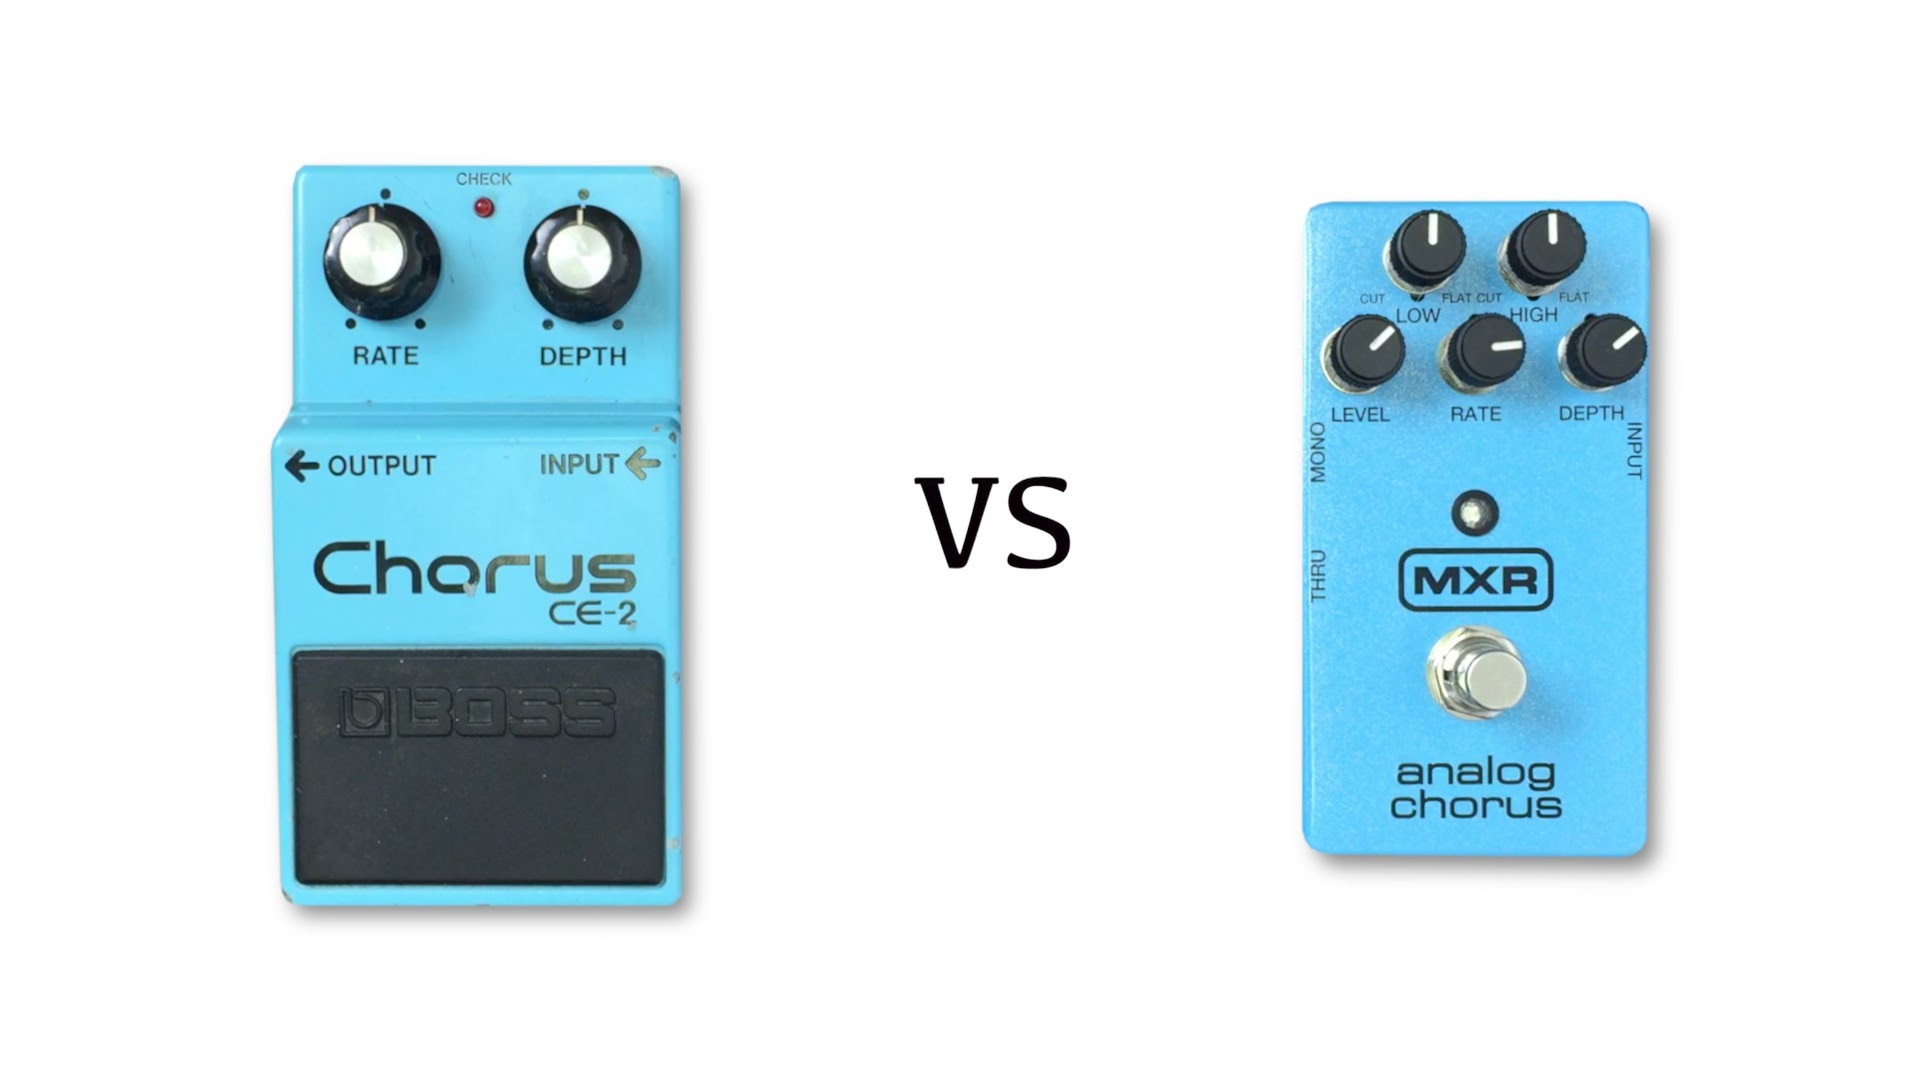 CHECK
RATE DEPTH
OUTPUT INPUT
Chorus
CE-2
BOSS
VS
CUT FLAT CUT FLAT
LOW HIGH
LEVEL RATE DEPTH
MONO
INPUT
THRU
MXR
analog
chorus